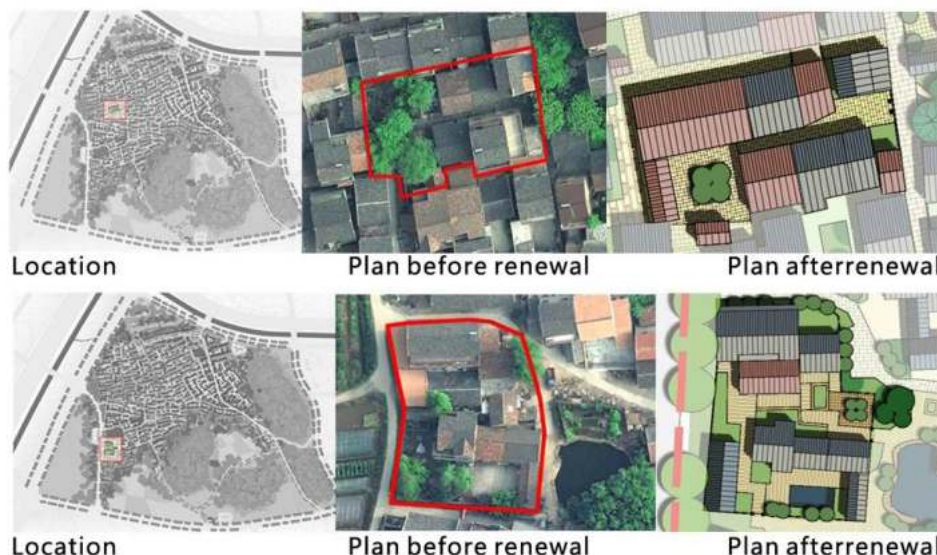 Location
Plan before renewal
Plan afterrenewal
Location
Plan before renewal
Plan afterrenewal